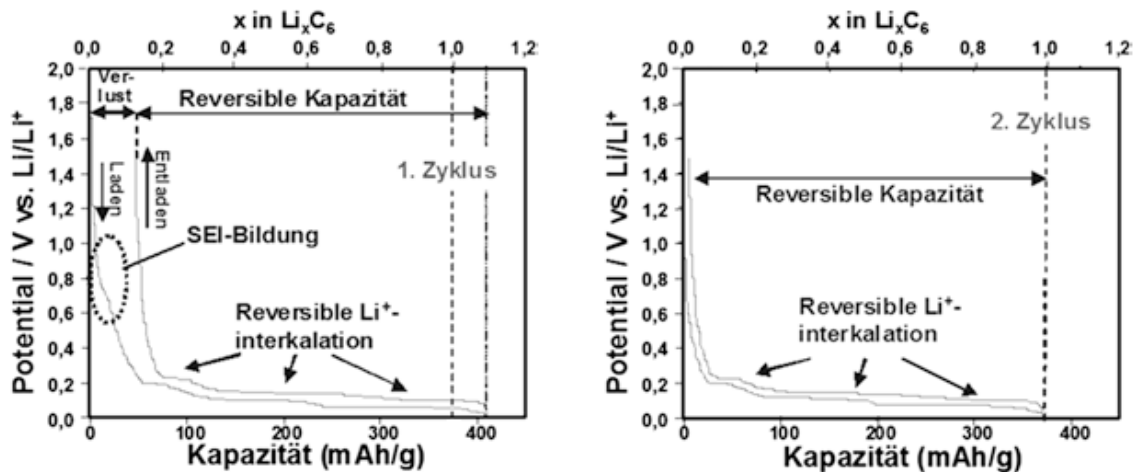 x in LiₓC₆
0,0 0,2 0,4 0,6 0,8 1,0 1,2
2,0
1,8
1,6
1,4
1,2
1,0
0,8
0,6
0,4
0,2
0,0
Potential / V vs. Li/Li⁺
Ver-
lust
Reversible Kapazität
1. Zyklus
Laden
Entladen
SEI-Bildung
Reversible Li⁺-
interkalation
0 100 200 300 400
Kapazität (mAh/g)
x in LiₓC₆
0,0 0,2 0,4 0,6 0,8 1,0 1,2
2,0
1,8
1,6
1,4
1,2
1,0
0,8
0,6
0,4
0,2
0,0
Potential / V vs. Li/Li⁺
2. Zyklus
Reversible Kapazität
Reversible Li⁺-
interkalation
0 100 200 300 400
Kapazität (mAh/g)